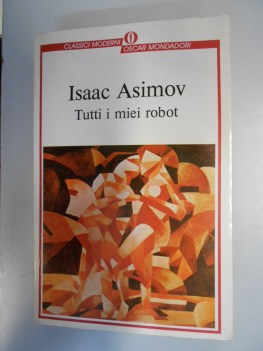 CLASSICI MODERNI OSCAR MONDADORI
Isaac Asimov
Tutti i miei robot